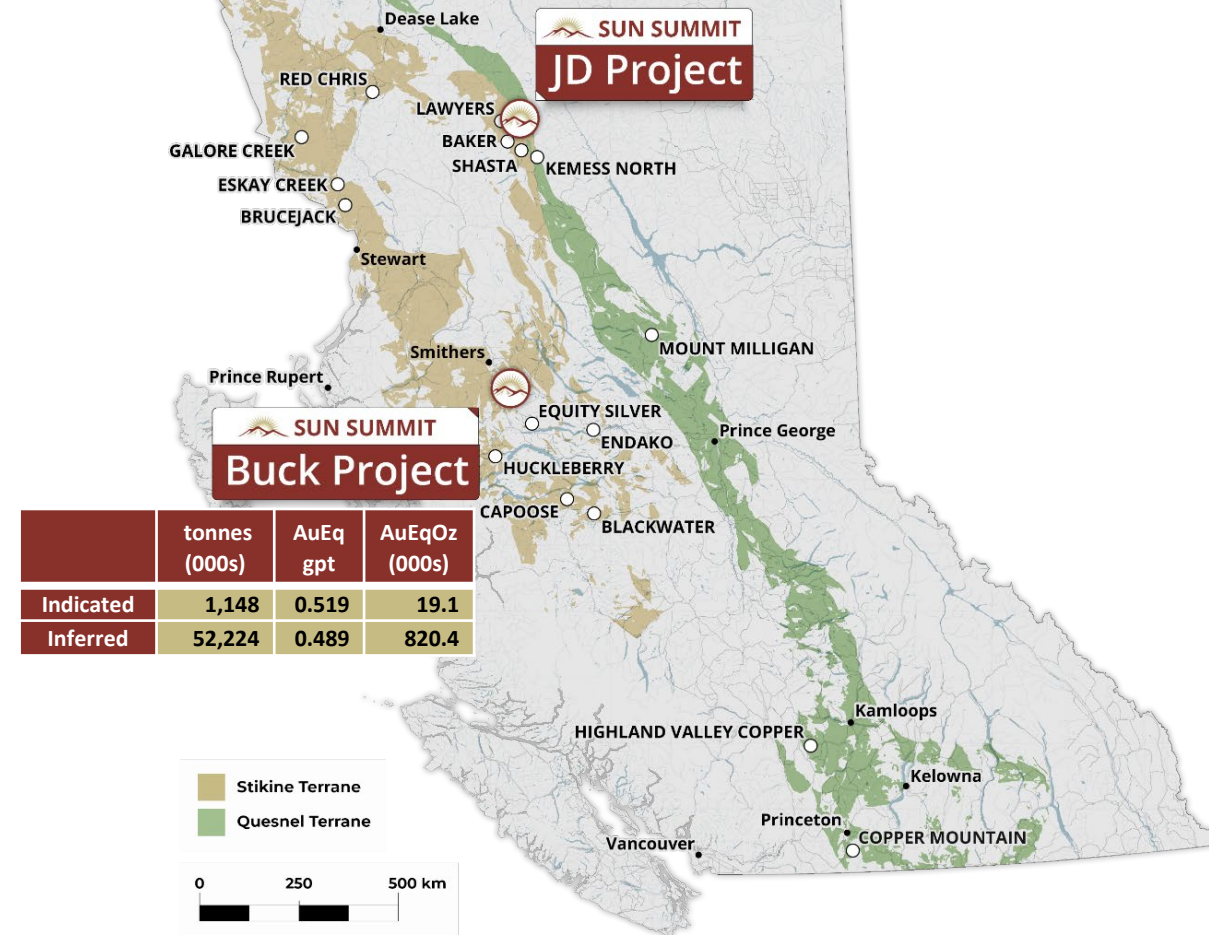 Dease Lake
SUN SUMMIT
JD Project
RED CHRIS
LAWYERS
BAKER
GALORE CREEK
SHASTA
KEMESS NORTH
ESKAY CREEK
BRUCEJACK
Stewart
MOUNT MILLIGAN
Smithers
Prince Rupert
EQUITY SILVER
SUN SUMMIT
Buck Project
Prince George
ENDAKO
HUCKLEBERRY
CAPOOSE
BLACKWATER
tonnes (000s) AuEq gpt AuEqOz (000s)
Indicated 1,148 0.519 19.1
Inferred 52,224 0.489 820.4
Kamloops
HIGHLAND VALLEY COPPER
Kelowna
Stikine Terrane
Quesnel Terrane
Princeton
COPPER MOUNTAIN
Vancouver
0 250 500 km